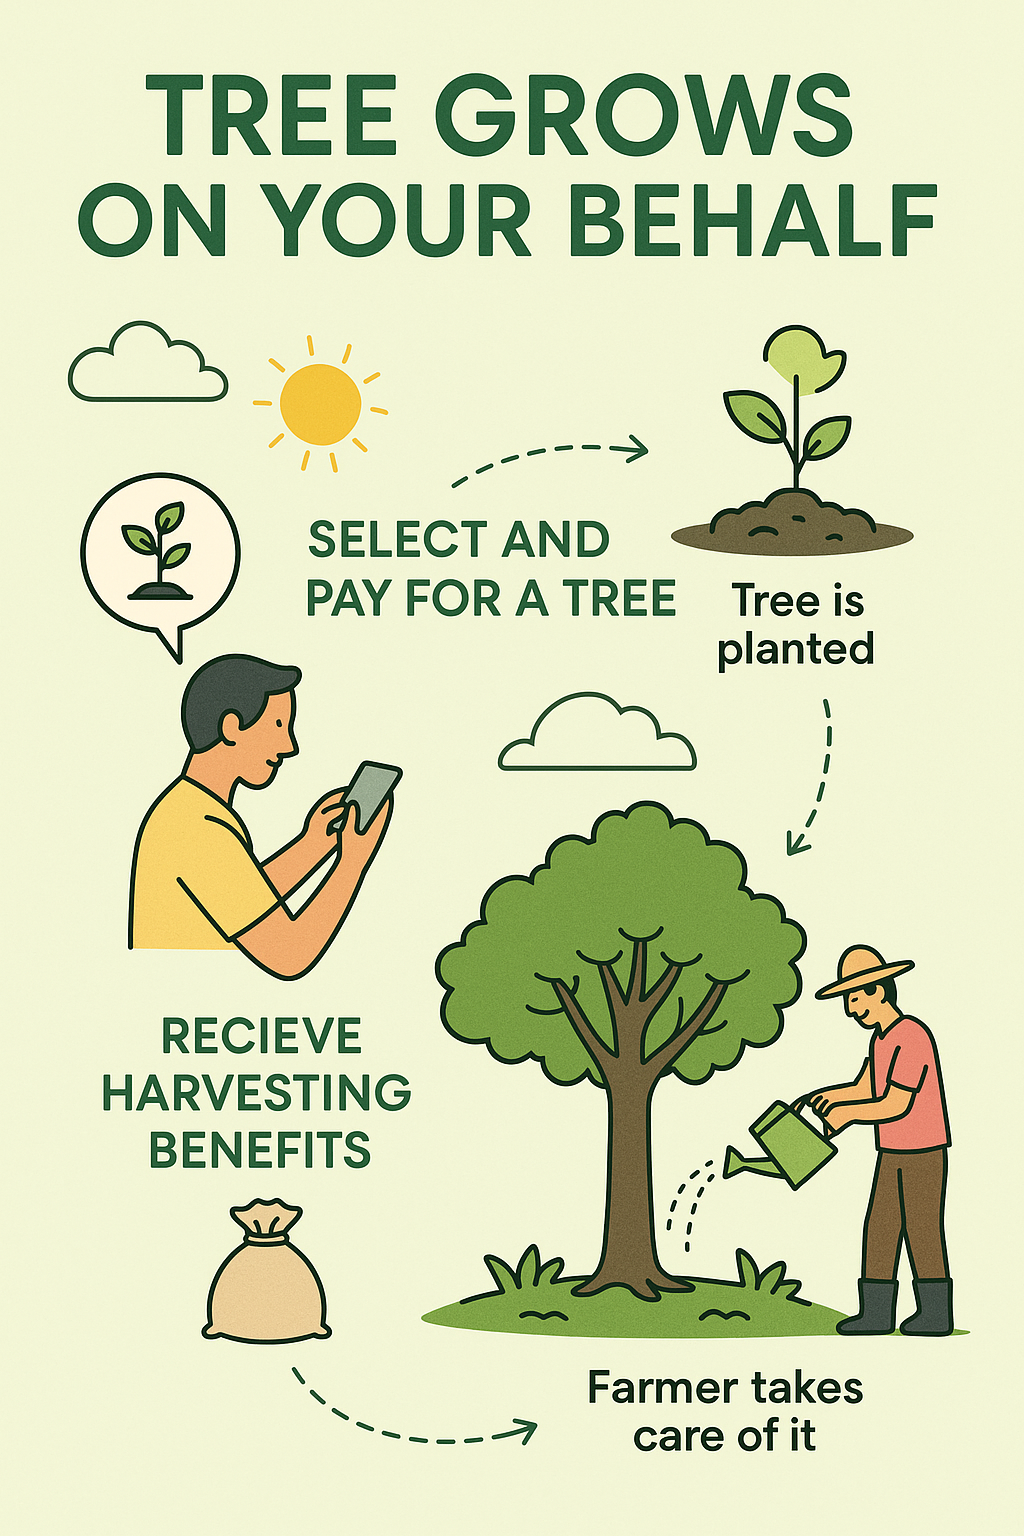 TREE GROWS
ON YOUR BEHALF
SELECT AND
PAY FOR A TREE
Tree is
planted
RECIEVE
HARVESTING
BENEFITS
Farmer takes
care of it